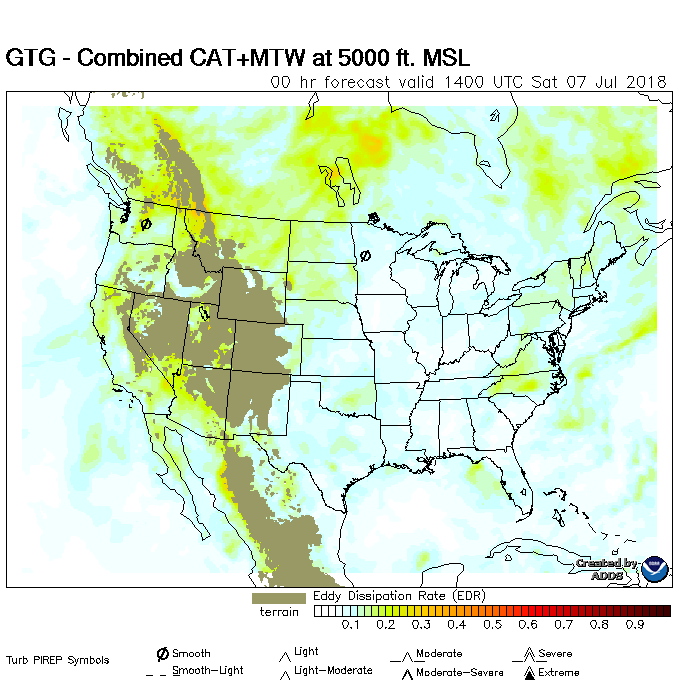 GTG - Combined CAT+MTW at 5000 ft. MSL
00 hr forecast valid 1400 UTC Sat 07 Jul 2018
Created by
ADDS
Eddy Dissipation Rate (EDR)
terrain
0.1 0.2 0.3 0.4 0.5 0.6 0.7 0.8 0.9
Turb PIREP Symbols
Smooth Light Moderate Severe
Smooth-Light Light-Moderate Moderate-Severe Extreme